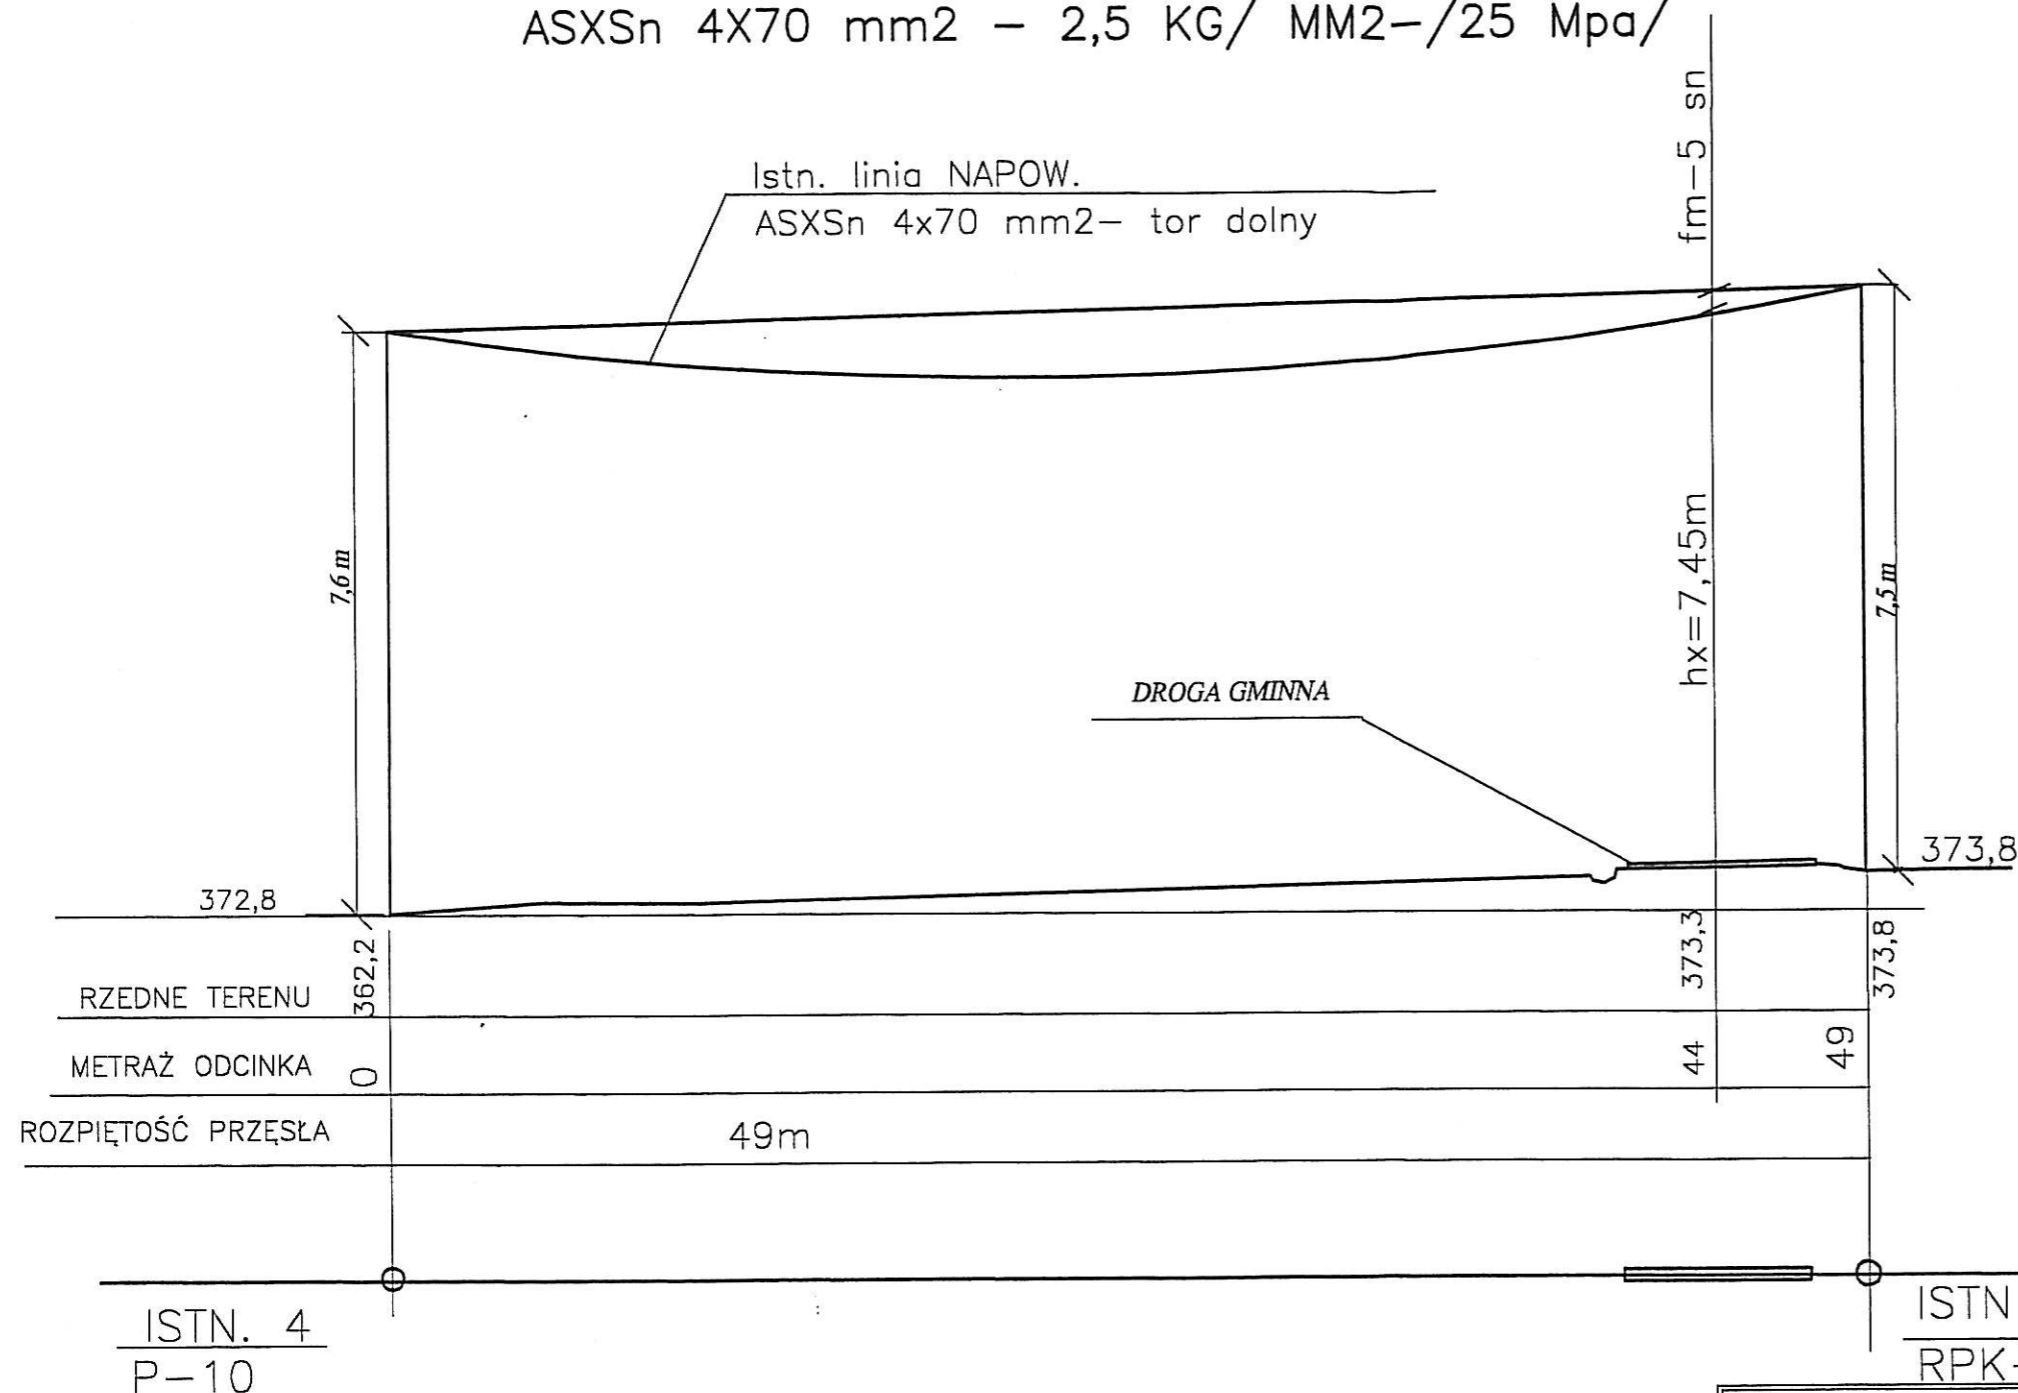 ASXSn 4X70 mm2 – 2,5 KG/ MM2–/25 Mpa/
fm–5 sn
Istn. linia NAPOW.
ASXSn 4x70 mm2– tor dolny
7,6 m
hx=7,45m
7,5 m
DROGA GMINNA
373,8
372,8
362,2
373,3
373,8
RZEDNE TERENU
METRAŻ ODCINKA
0
44
49
ROZPIĘTOŚĆ PRZĘSŁA
49m
ISTN. 4
P–10
ISTN
RPK-